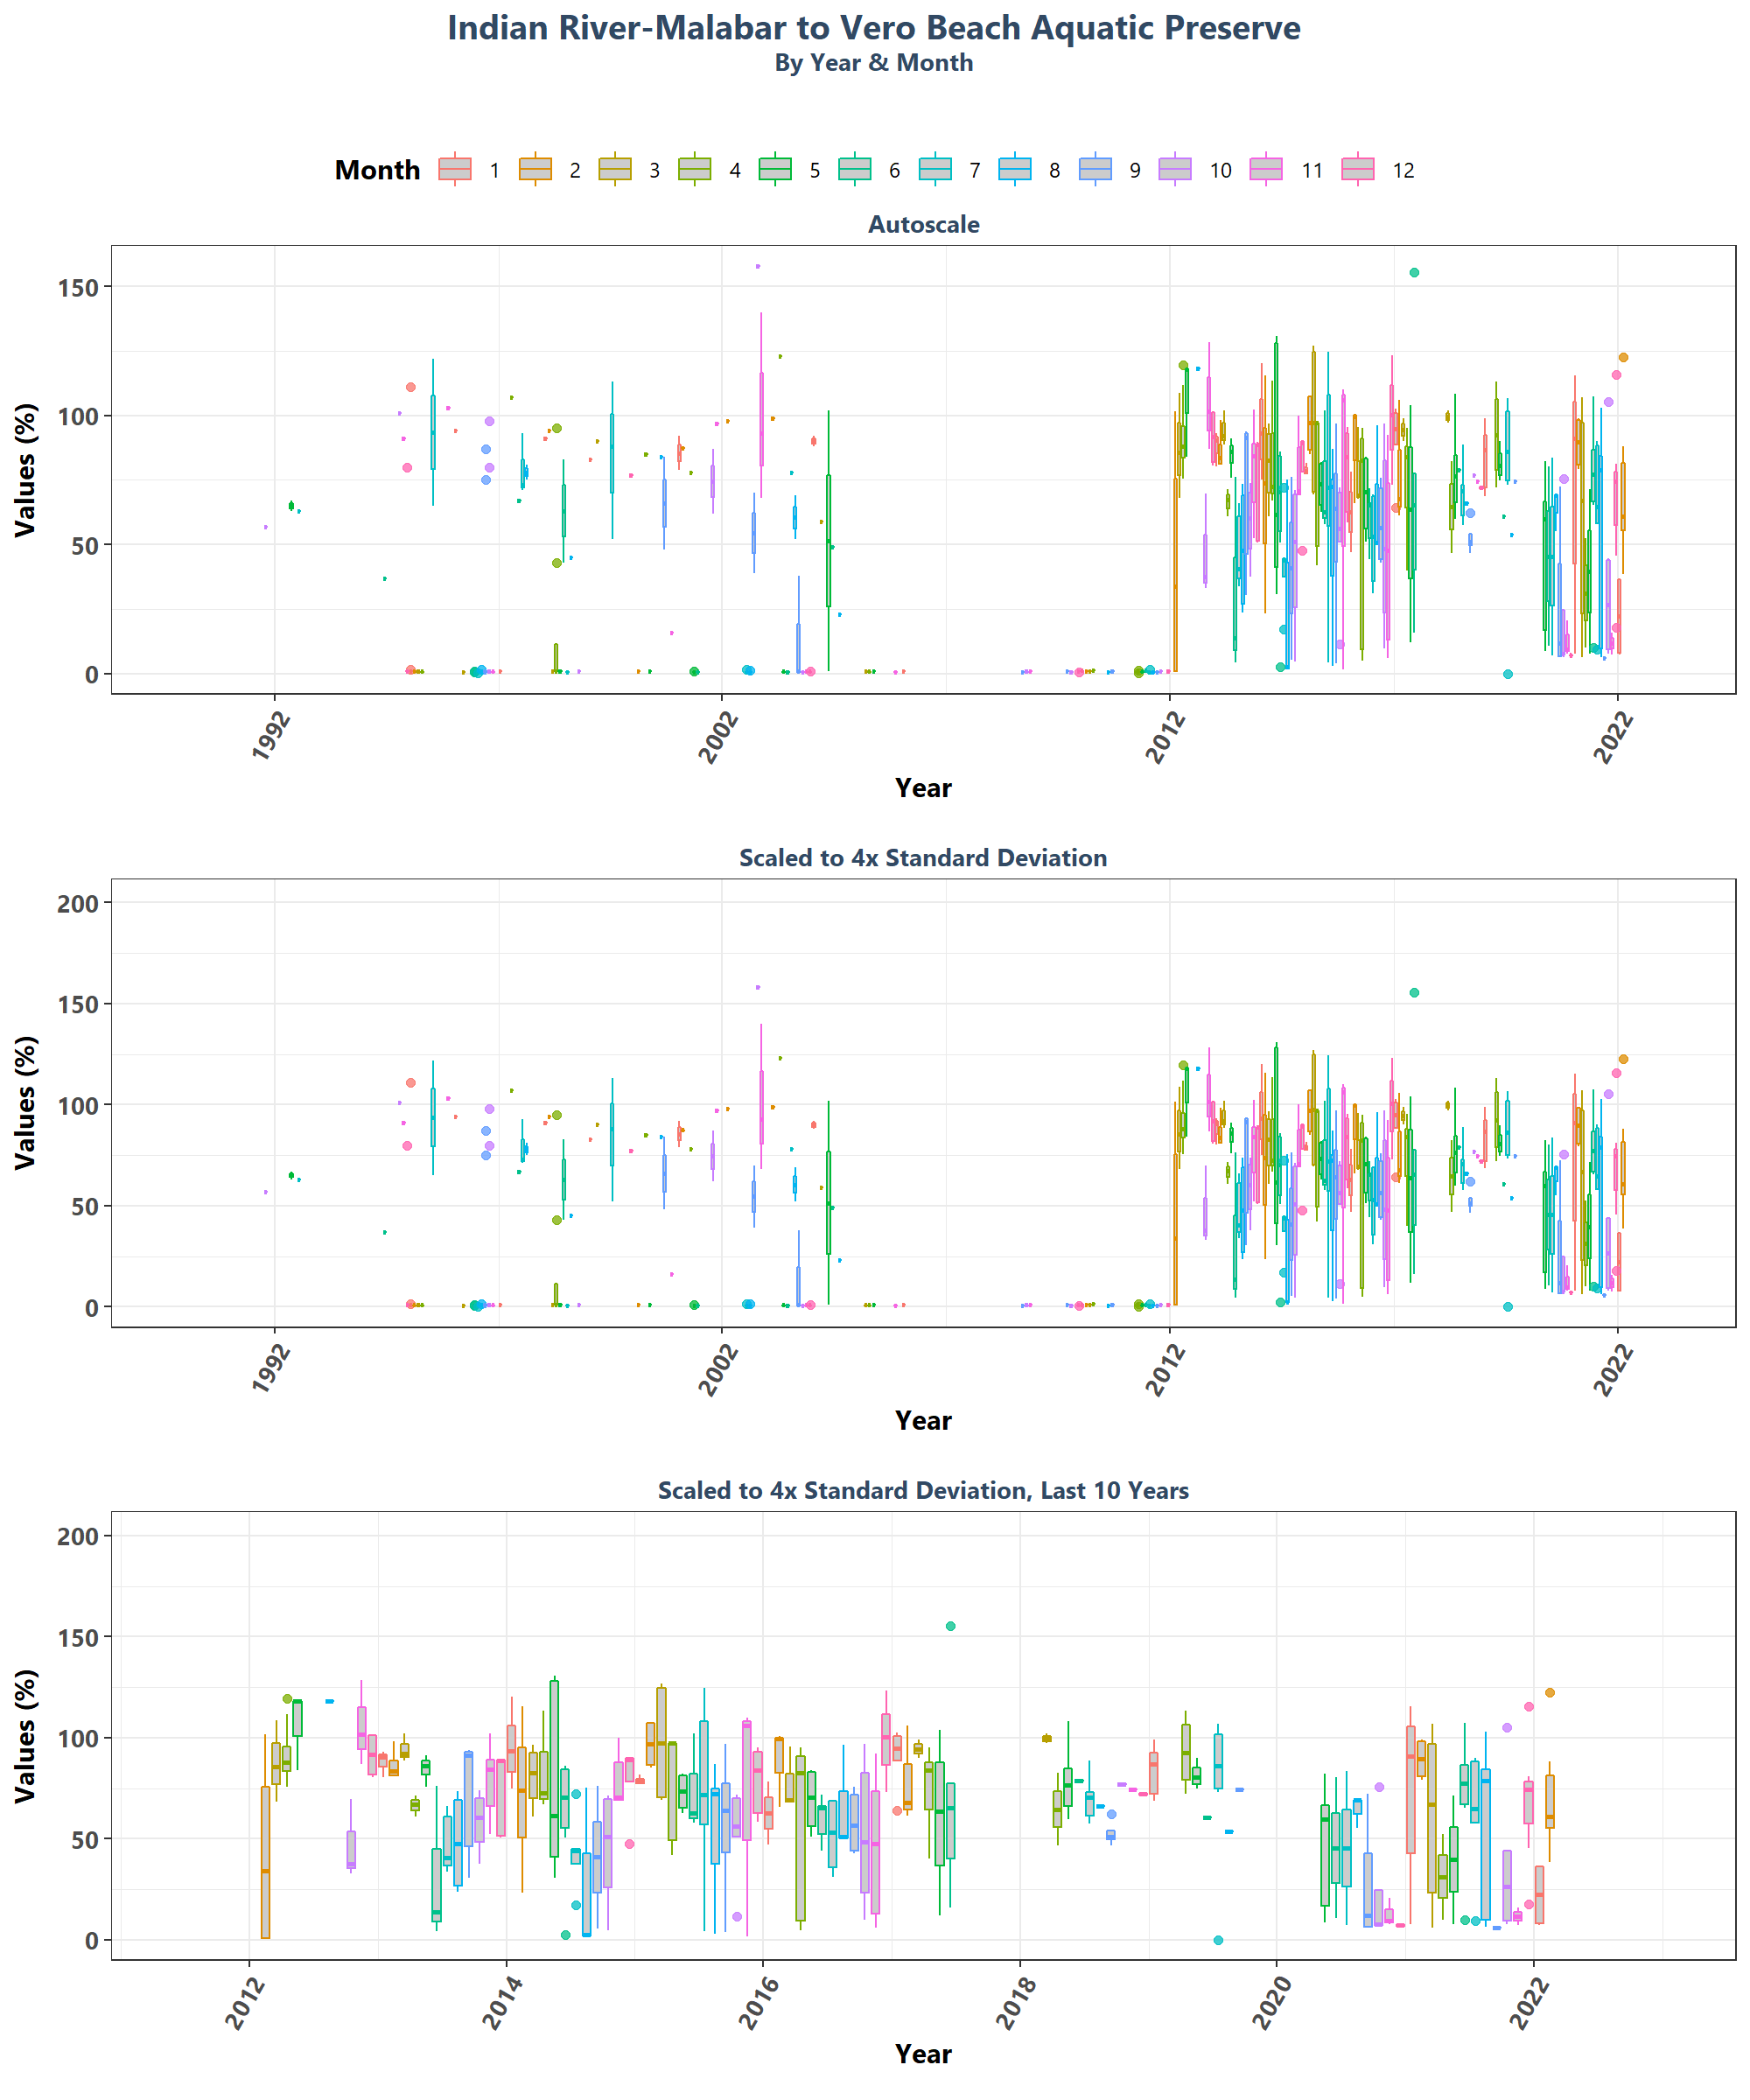 Indian River-Malabar to Vero Beach Aquatic Preserve
By Year & Month
Month 1 2 3 4 5 6 7 8 9 10 11 12
Autoscale
Values (%)
150
100
50
0
1992 2002 2012 2022
Year
Scaled to 4x Standard Deviation
Values (%)
200
150
100
50
0
1992 2002 2012 2022
Year
Scaled to 4x Standard Deviation, Last 10 Years
Values (%)
200
150
100
50
0
2012 2014 2016 2018 2020 2022
Year